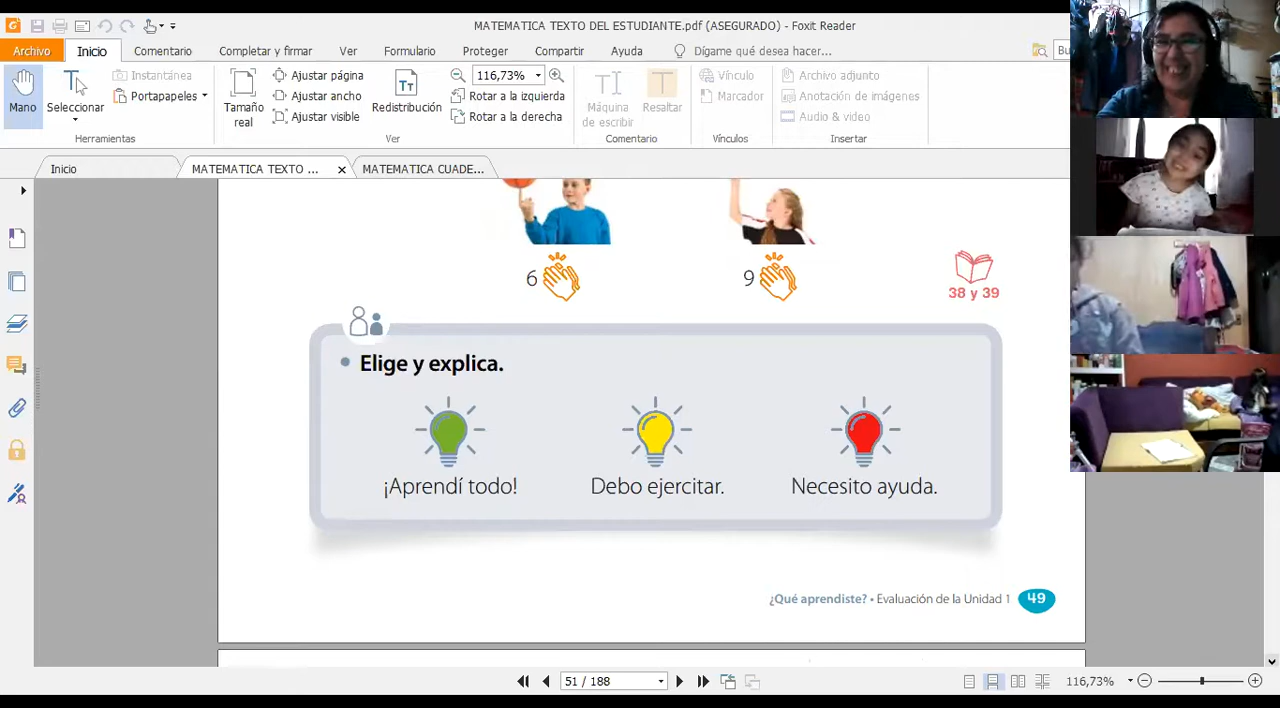 MATEMATICA TEXTO DEL ESTUDIANTE.pdf (ASEGURADO) - Foxit Reader
Archivo Inicio Comentario Completar y firmar Ver Formulario Proteger Compartir Ayuda Dígame qué desea hacer... Bu
Mano
Seleccionar
Instantánea
Portapapeles
Herramientas
Tamaño real
Ajustar página
Ajustar ancho
Ajustar visible
Redistribución
116,73%
Rotar a la izquierda
Rotar a la derecha
Ver
Máquina de escribir
Resaltar
Comentario
Vínculo
Marcador
Vínculos
Archivo adjunto
Anotación de imágenes
Audio & video
Insertar
Inicio MATEMATICA TEXTO ... MATEMATICA CUADE...
6 9
38 y 39
• Elige y explica.
¡Aprendí todo! Debo ejercitar. Necesito ayuda.
¿Qué aprendiste? • Evaluación de la Unidad 1 49
51 / 188 116,73%